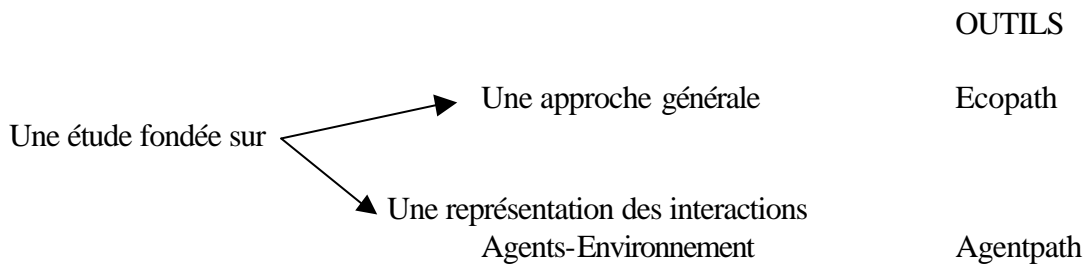 OUTILS
Une approche générale Ecopath
Une étude fondée sur
Une représentation des interactions
Agents-Environnement Agentpath